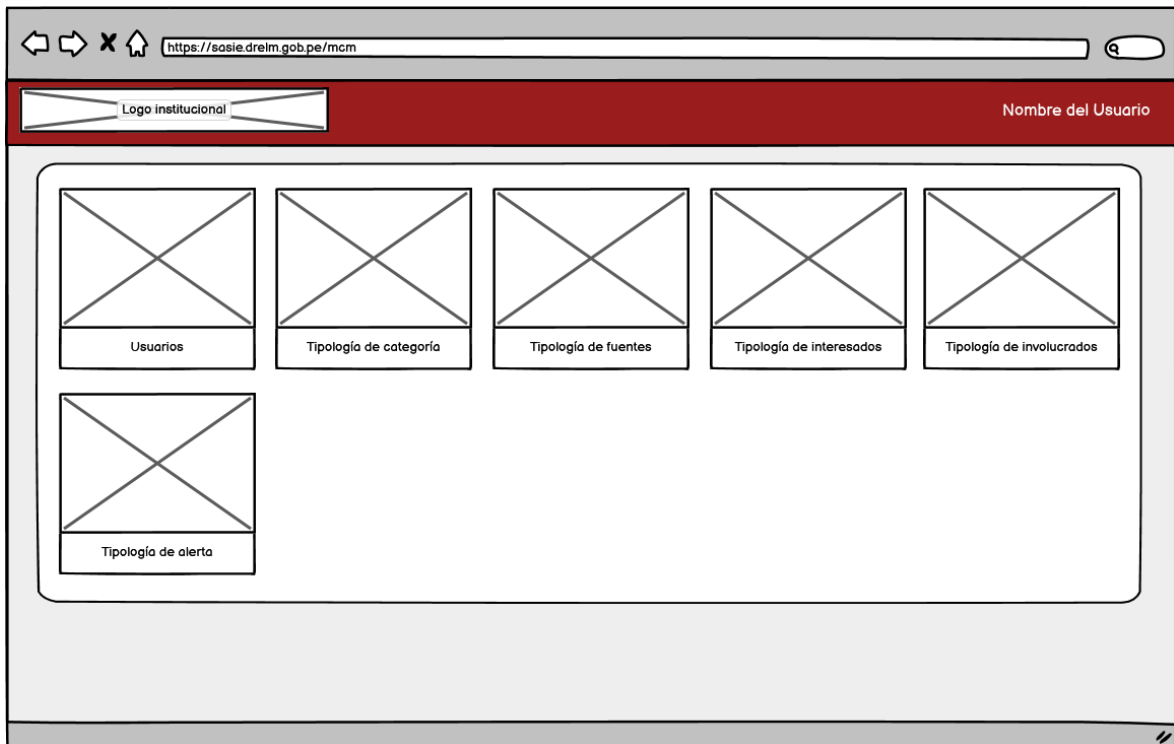 https://sasie.drelm.gob.pe/mcm
Logo institucional
Nombre del Usuario
Usuarios
Tipología de categoría
Tipología de fuentes
Tipología de interesados
Tipología de involucrados
Tipología de alerta